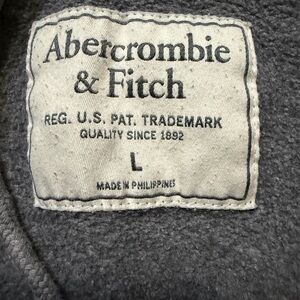 Abercrombie
& Fitch
REG. U.S. PAT. TRADEMARK
QUALITY SINCE 1892
L
MADE IN PHILIPPINES